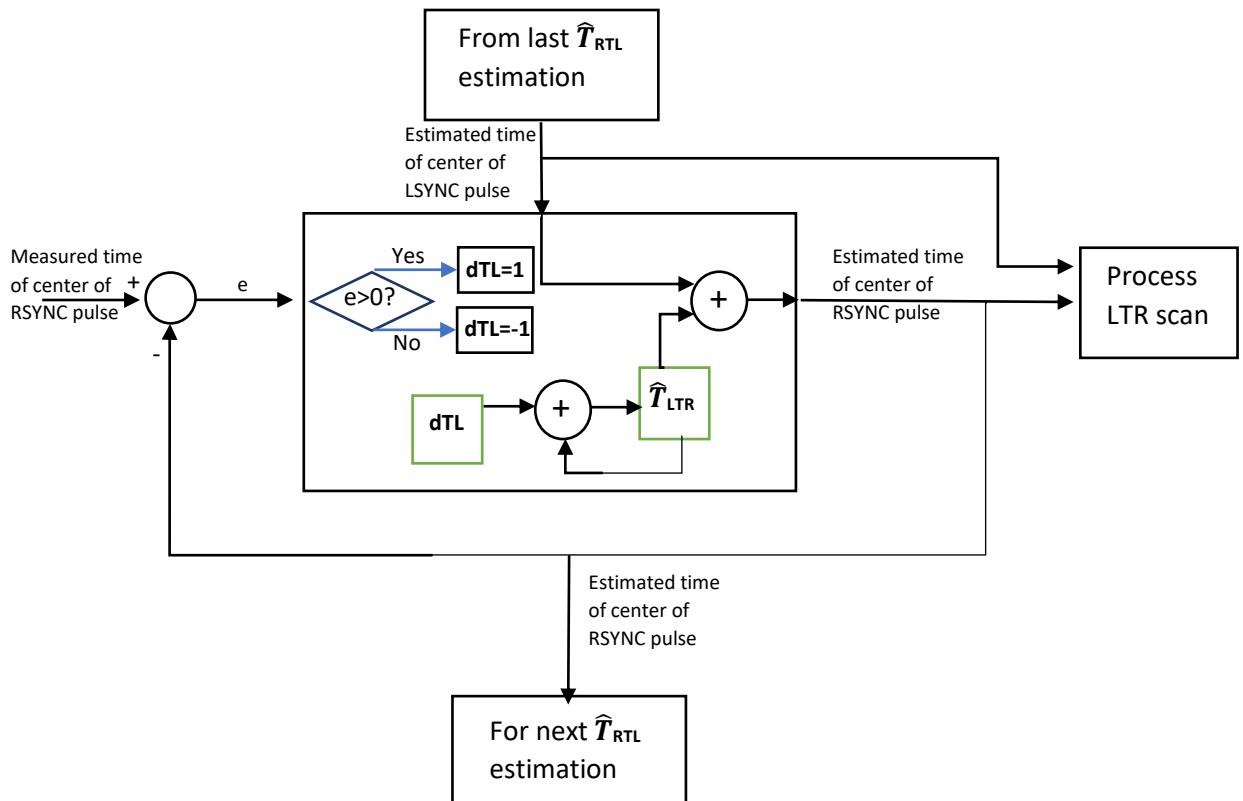 From last T̂RTL
estimation
Estimated time
of center of
LSYNC pulse
Measured time
of center of
RSYNC pulse
+
-
e
e>0?
Yes
dTL=1
No
dTL=-1
+
dTL
+
T̂LTR
Estimated time
of center of
RSYNC pulse
Process
LTR scan
Estimated time
of center of
RSYNC pulse
For next T̂RTL
estimation